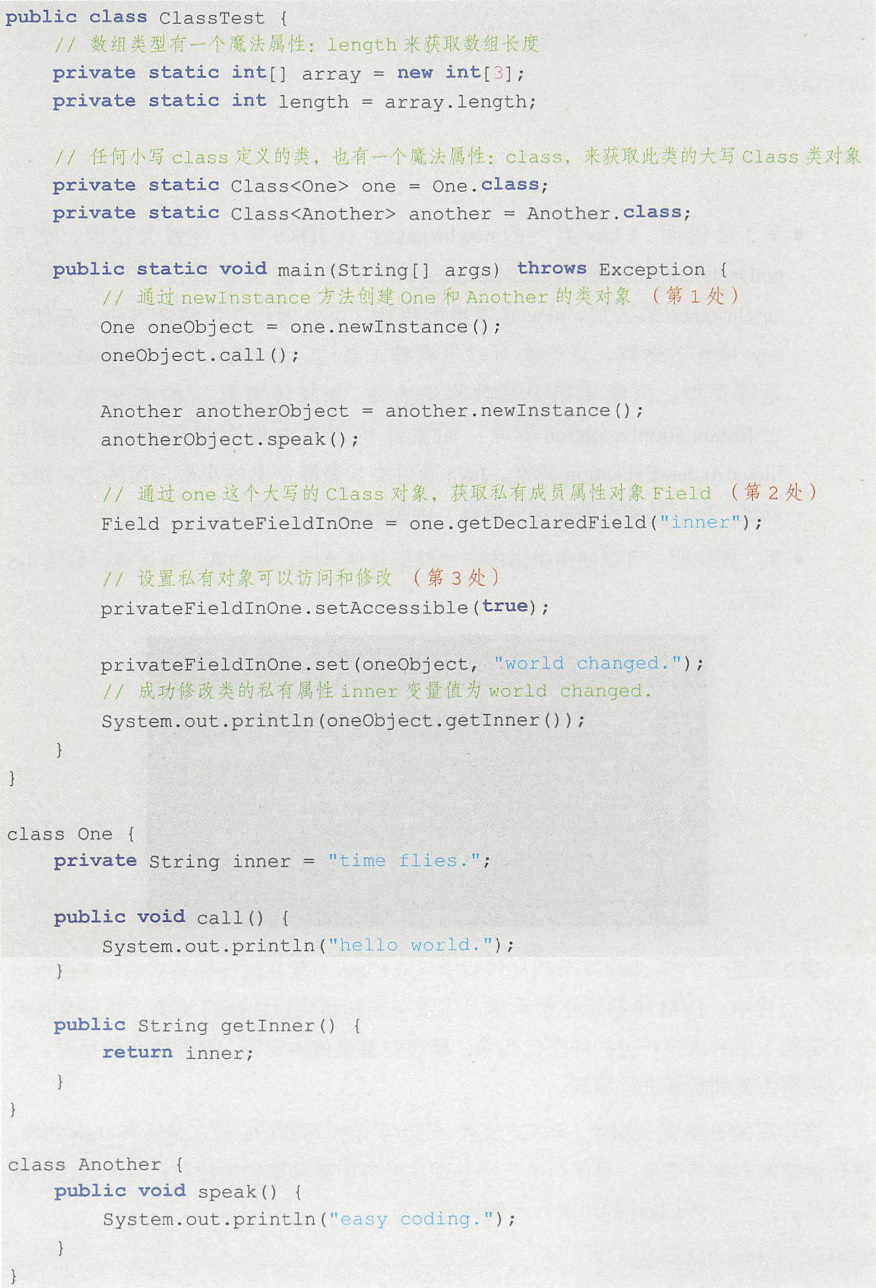 public class ClassTest {
    // 数组类型有一个魔法属性：length 来获取数组长度
    private static int[] array = new int[3];
    private static int length = array.length;

    // 任何小写 class 定义的类，也有一个魔法属性：class，来获取此类的大写 Class 类对象
    private static Class<One> one = One.class;
    private static Class<Another> another = Another.class;

    public static void main(String[] args) throws Exception {
        // 通过 newInstance 方法创建 One 和 Another 的类对象 （第 1 处）
        One oneObject = one.newInstance();
        oneObject.call();

        Another anotherObject = another.newInstance();
        anotherObject.speak();

        // 通过 one 这个大写的 Class 对象，获取私有成员属性对象 Field （第 2 处）
        Field privateFieldInOne = one.getDeclaredField("inner");

        // 设置私有对象可以访问和修改 （第 3 处）
        privateFieldInOne.setAccessible(true);

        privateFieldInOne.set(oneObject, "world changed.");
        // 成功修改类的私有属性 inner 变量值为 world changed.
        System.out.println(oneObject.getInner());
    }
}

class One {
    private String inner = "time flies.";

    public void call() {
        System.out.println("hello world.");
    }

    public String getInner() {
        return inner;
    }
}

class Another {
    public void speak() {
        System.out.println("easy coding.");
    }
}